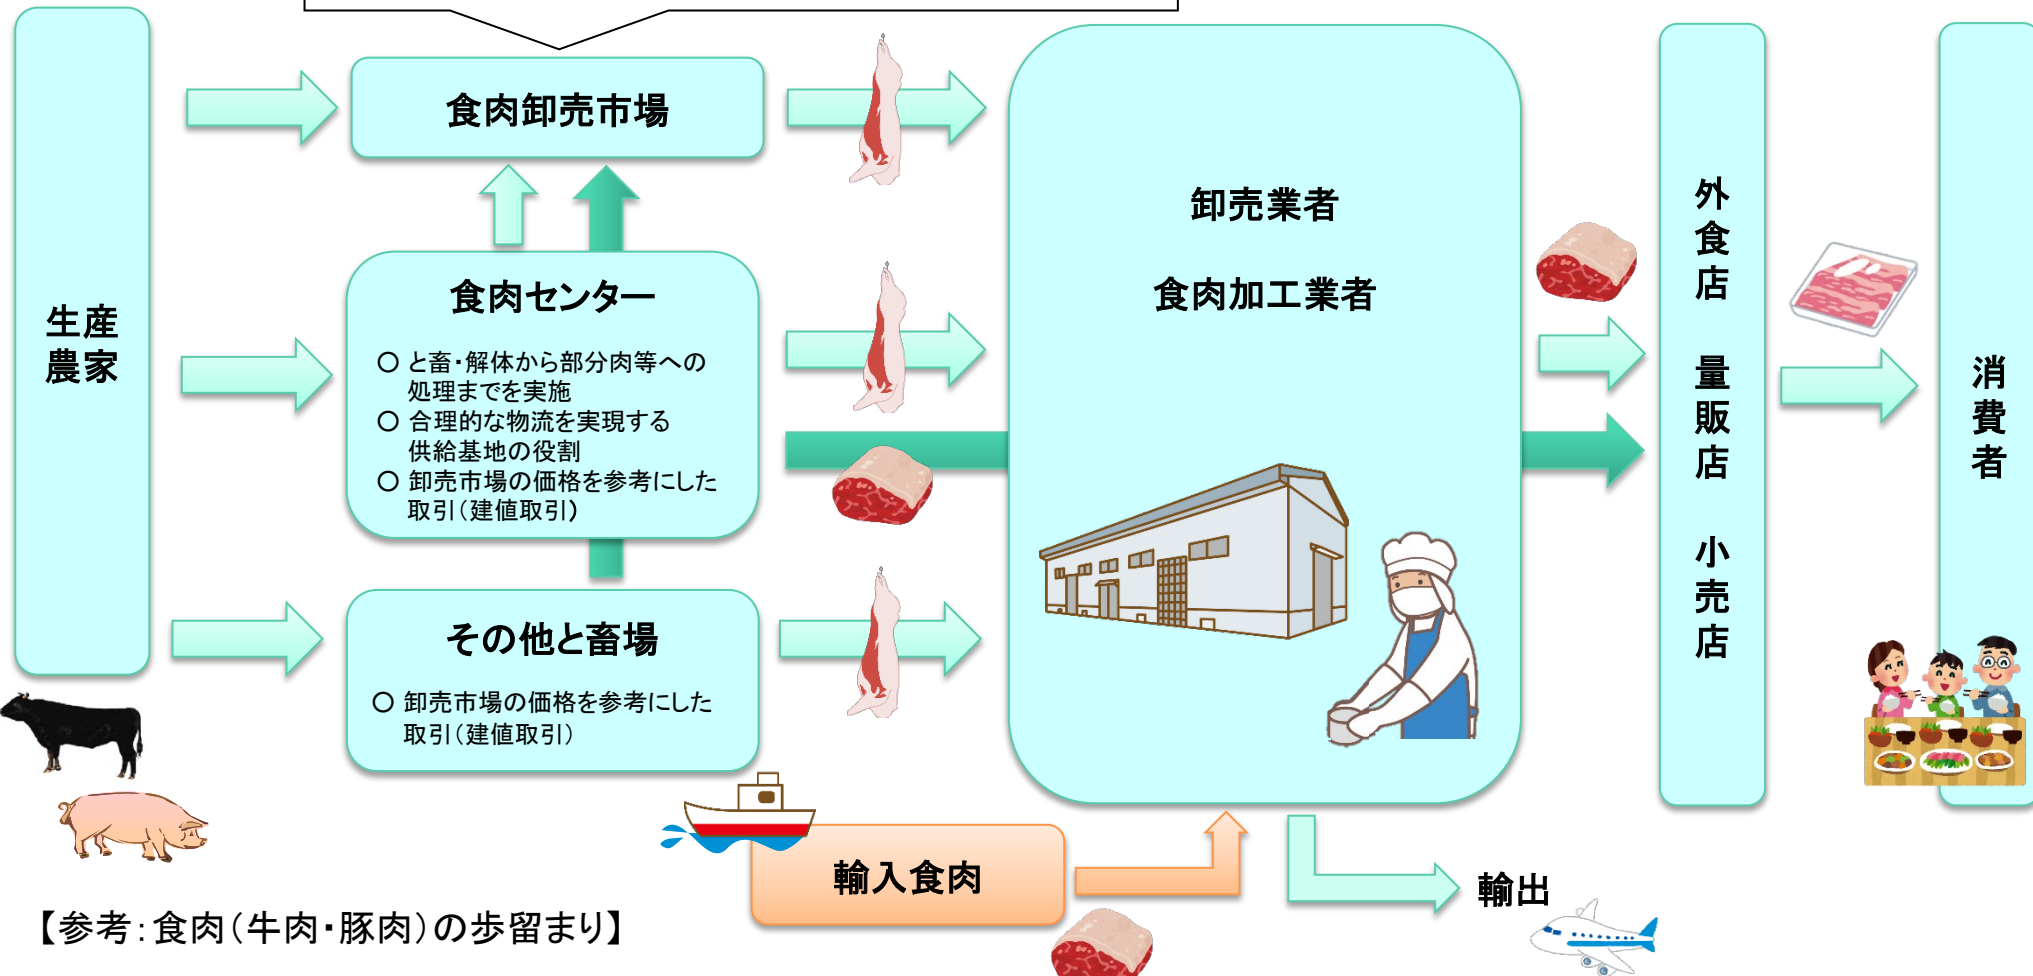 生産
農家
食肉卸売市場
食肉センター
〇 と畜・解体から部分肉等への
処理までを実施
〇 合理的な物流を実現する
供給基地の役割
〇 卸売市場の価格を参考にした
取引(建値取引)
その他と畜場
〇 卸売市場の価格を参考にした
取引(建値取引)
卸売業者
食肉加工業者
外食店 量販店 小売店
消費者
輸入食肉
輸出
【参考:食肉(牛肉・豚肉)の歩留まり】